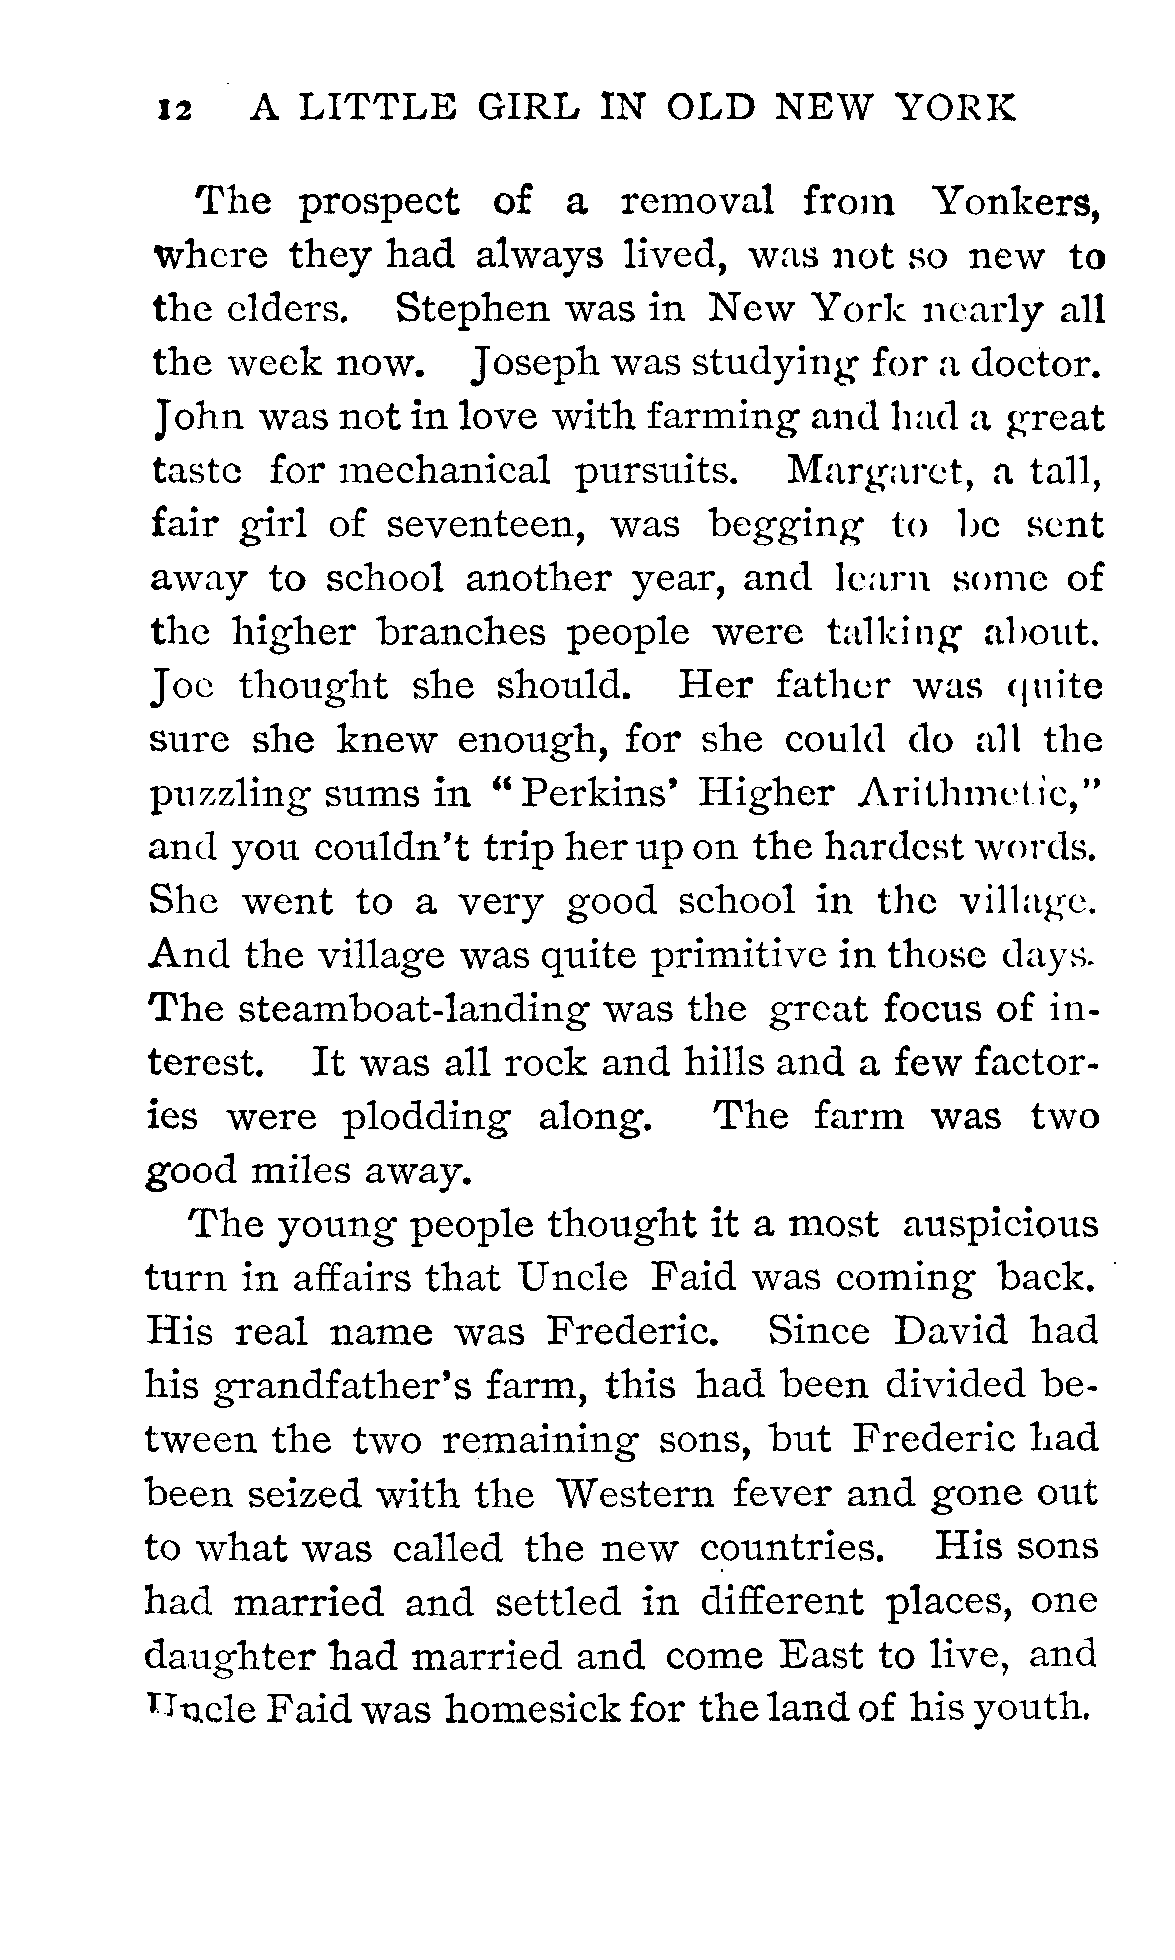 12 A LITTLE GIRL IN OLD NEW YORK
The prospect of a removal from Yonkers,
where they had always lived, was not so new to
the elders. Stephen was in New York nearly all
the week now. Joseph was studying for a doctor.
John was not in love with farming and had a great
taste for mechanical pursuits. Margaret, a tall,
fair girl of seventeen, was begging to be sent
away to school another year, and learn some of
the higher branches people were talking about.
Joe thought she should. Her father was quite
sure she knew enough, for she could do all the
puzzling sums in “Perkins’ Higher Arithmetic,”
and you couldn’t trip her up on the hardest words.
She went to a very good school in the village.
And the village was quite primitive in those days.
The steamboat-landing was the great focus of in-
terest. It was all rock and hills and a few factor-
ies were plodding along. The farm was two
good miles away.
The young people thought it a most auspicious
turn in affairs that Uncle Faid was coming back.
His real name was Frederic. Since David had
his grandfather’s farm, this had been divided be-
tween the two remaining sons, but Frederic had
been seized with the Western fever and gone out
to what was called the new countries. His sons
had married and settled in different places, one
daughter had married and come East to live, and
Uncle Faid was homesick for the land of his youth.